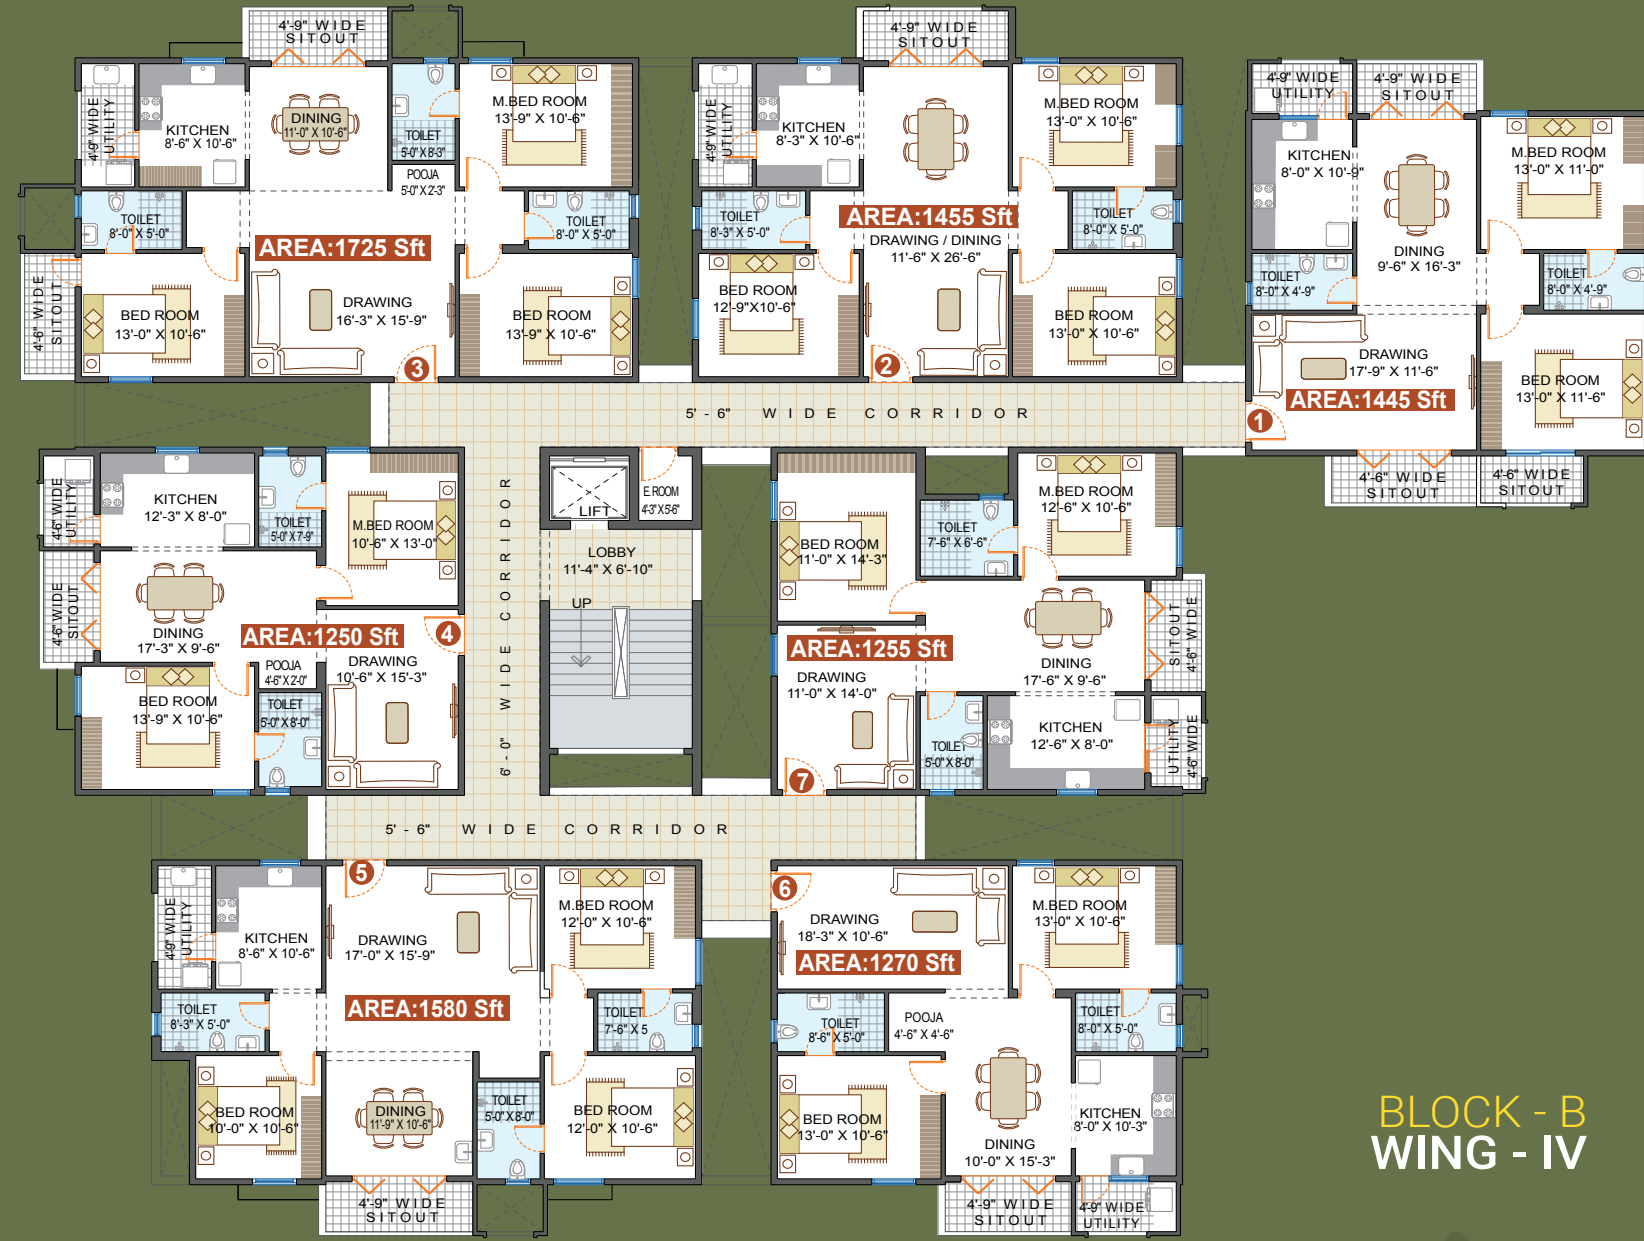 4'-9" WIDE
SITOUT
4'-9" WIDE
UTILITY
KITCHEN
8'-6" X 10'-6"
DINING
11'-0" X 10'-6"
TOILET
5'-0" X 8'-3"
M.BED ROOM
13'-9" X 10'-6"
POOJA
5'-0" X 2'-3"
TOILET
8'-0" X 5'-0"
TOILET
8'-0" X 5'-0"
AREA:1725 Sft
4'-6" WIDE
SITOUT
BED ROOM
13'-0" X 10'-6"
DRAWING
16'-3" X 15'-9"
BED ROOM
13'-9" X 10'-6"
3
4'-9" WIDE
SITOUT
4'-9" WIDE
UTILITY
KITCHEN
8'-3" X 10'-6"
M.BED ROOM
13'-0" X 10'-6"
TOILET
8'-3" X 5'-0"
AREA:1455 Sft
DRAWING / DINING
11'-6" X 26'-6"
TOILET
8'-0" X 5'-0"
BED ROOM
12'-9"X10'-6"
BED ROOM
13'-0" X 10'-6"
2
4'-9" WIDE
UTILITY
4'-9" WIDE
SITOUT
KITCHEN
8'-0" X 10'-9"
M.BED ROOM
13'-0" X 11'-0"
DINING
9'-6" X 16'-3"
TOILET
8'-0" X 4'-9"
TOILET
8'-0" X 4'-9"
DRAWING
17'-9" X 11'-6"
AREA:1445 Sft
BED ROOM
13'-0" X 11'-6"
1
4'-6" WIDE
SITOUT
4'-6" WIDE
SITOUT
5'-6" WIDE CORRIDOR
4'-6" WIDE
UTILITY
KITCHEN
12'-3" X 8'-0"
TOILET
5'-0" X 7'-9"
M.BED ROOM
10'-6" X 13'-0"
4'-6" WIDE
SITOUT
DINING
17'-3" X 9'-6"
AREA:1250 Sft
4
POOJA
4'-6" X 2'-0"
DRAWING
10'-6" X 15'-3"
BED ROOM
13'-9" X 10'-6"
TOILET
5'-0" X 8'-0"
6'-0" WIDE CORRIDOR
LIFT
E.ROOM
4'-3" X 5'-6"
LOBBY
11'-4" X 6'-10"
UP
BED ROOM
11'-0" X 14'-3"
TOILET
7'-6" X 6'-6"
M.BED ROOM
12'-6" X 10'-6"
AREA:1255 Sft
DRAWING
11'-0" X 14'-0"
DINING
17'-6" X 9'-6"
SITOUT
4'-6" WIDE
TOILET
5'-0" X 8'-0"
KITCHEN
12'-6" X 8'-0"
UTILITY
4'-6" WIDE
7
5'-6" WIDE CORRIDOR
5
4'-9" WIDE
UTILITY
KITCHEN
8'-6" X 10'-6"
DRAWING
17'-0" X 15'-9"
M.BED ROOM
12'-0" X 10'-6"
TOILET
8'-3" X 5'-0"
AREA:1580 Sft
TOILET
7'-6" X 5
BED ROOM
10'-0" X 10'-6"
DINING
11'-9" X 10'-6"
TOILET
5'-0" X 8'-0"
BED ROOM
12'-0" X 10'-6"
4'-9" WIDE
SITOUT
6
DRAWING
18'-3" X 10'-6"
AREA:1270 Sft
M.BED ROOM
13'-0" X 10'-6"
TOILET
8'-6" X 5'-0"
POOJA
4'-6" X 4'-6"
TOILET
8'-0" X 5'-0"
BED ROOM
13'-0" X 10'-6"
DINING
10'-0" X 15'-3"
KITCHEN
8'-0" X 10'-3"
4'-9" WIDE
SITOUT
4'-9" WIDE
UTILITY
BLOCK - B
WING - IV